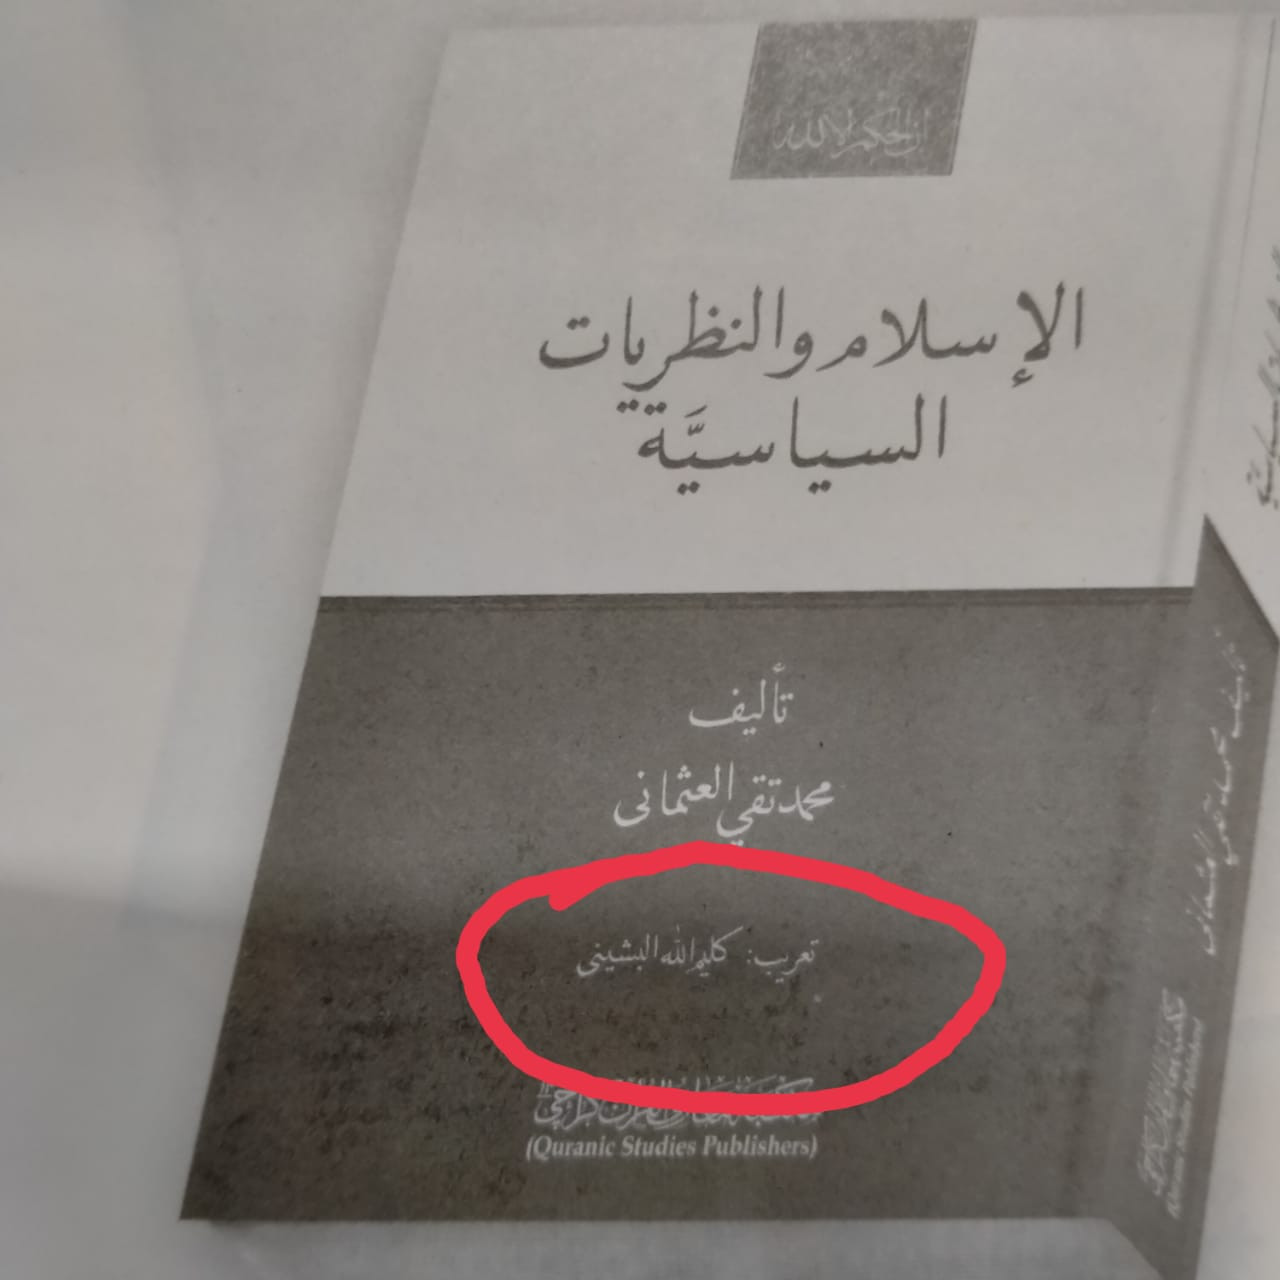 إن الحكم إلا لله
الإسلام والنظريات
السياسيَّة
تأليف
محمد تقي العثماني
تعريب: كليم الله البشيني
(Quranic Studies Publishers)